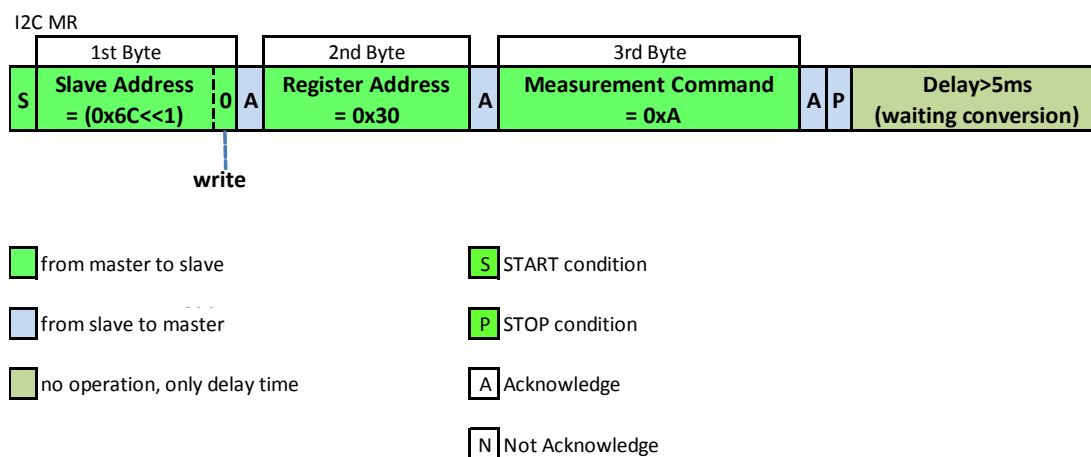 I2C MR
1st Byte 2nd Byte 3rd Byte
S Slave Address 0 A Register Address A Measurement Command A P Delay>5ms
= (0x6C<<1) = 0x30 = 0xA (waiting conversion)
write
from master to slave S START condition
from slave to master P STOP condition
no operation, only delay time A Acknowledge
N Not Acknowledge